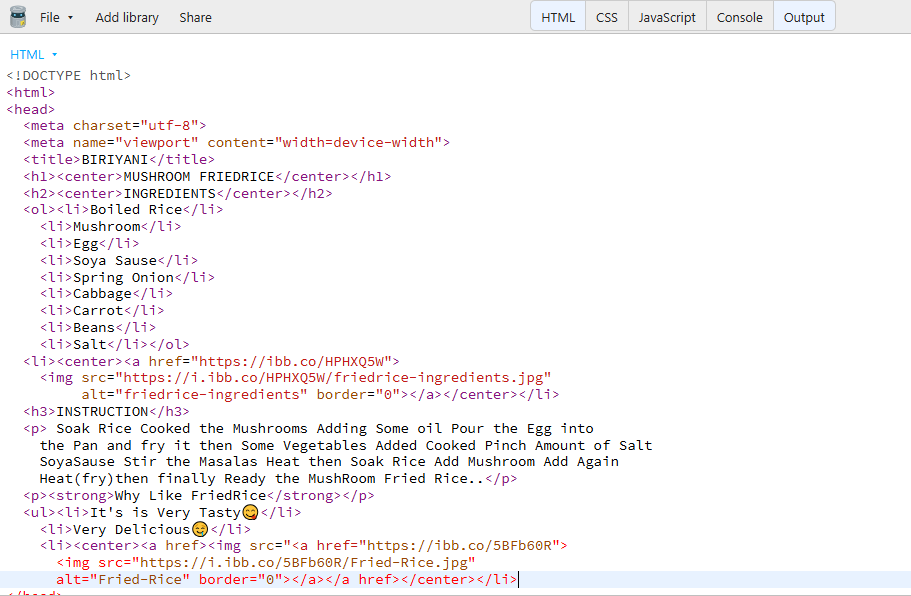 File Add library Share HTML CSS JavaScript Console Output
HTML
<!DOCTYPE html>
<html>
<head>
<meta charset="utf-8">
<meta name="viewport" content="width=device-width">
<title>BIRIYANI</title>
<h1><center>MUSHROOM FRIEDRICE</center></h1>
<h2><center>INGREDIENTS</center></h2>
<ol><li>Boiled Rice</li>
<li>Mushroom</li>
<li>Egg</li>
<li>Soya Sause</li>
<li>Spring Onion</li>
<li>Cabbage</li>
<li>Carrot</li>
<li>Beans</li>
<li>Salt</li></ol>
<li><center><a href="https://ibb.co/HPHXQ5W">
<img src="https://i.ibb.co/HPHXQ5W/friedrice-ingredients.jpg"
alt="friedrice-ingredients" border="0"></a></center></li>
<h3>INSTRUCTION</h3>
<p> Soak Rice Cooked the Mushrooms Adding Some oil Pour the Egg into
the Pan and fry it then Some Vegetables Added Cooked Pinch Amount of Salt
SoyaSause Stir the Masalas Heat then Soak Rice Add Mushroom Add Again
Heat(fry)then finally Ready the MushRoom Fried Rice..</p>
<p><strong>Why Like FriedRice</strong></p>
<ul><li>It's is Very Tasty😋</li>
<li>Very Delicious😋</li>
<li><center><a href><img src="<a href="https://ibb.co/5BFb60R">
<img src="https://i.ibb.co/5BFb60R/Fried-Rice.jpg"
alt="Fried-Rice" border="0"></a></a href></center></li>
</head>